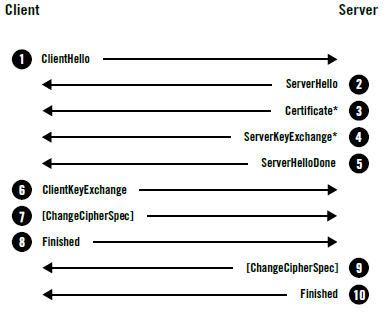 Client Server
1 ClientHello
ServerHello 2
Certificate* 3
ServerKeyExchange* 4
ServerHelloDone 5
6 ClientKeyExchange
7 [ChangeCipherSpec]
8 Finished
[ChangeCipherSpec] 9
Finished 10